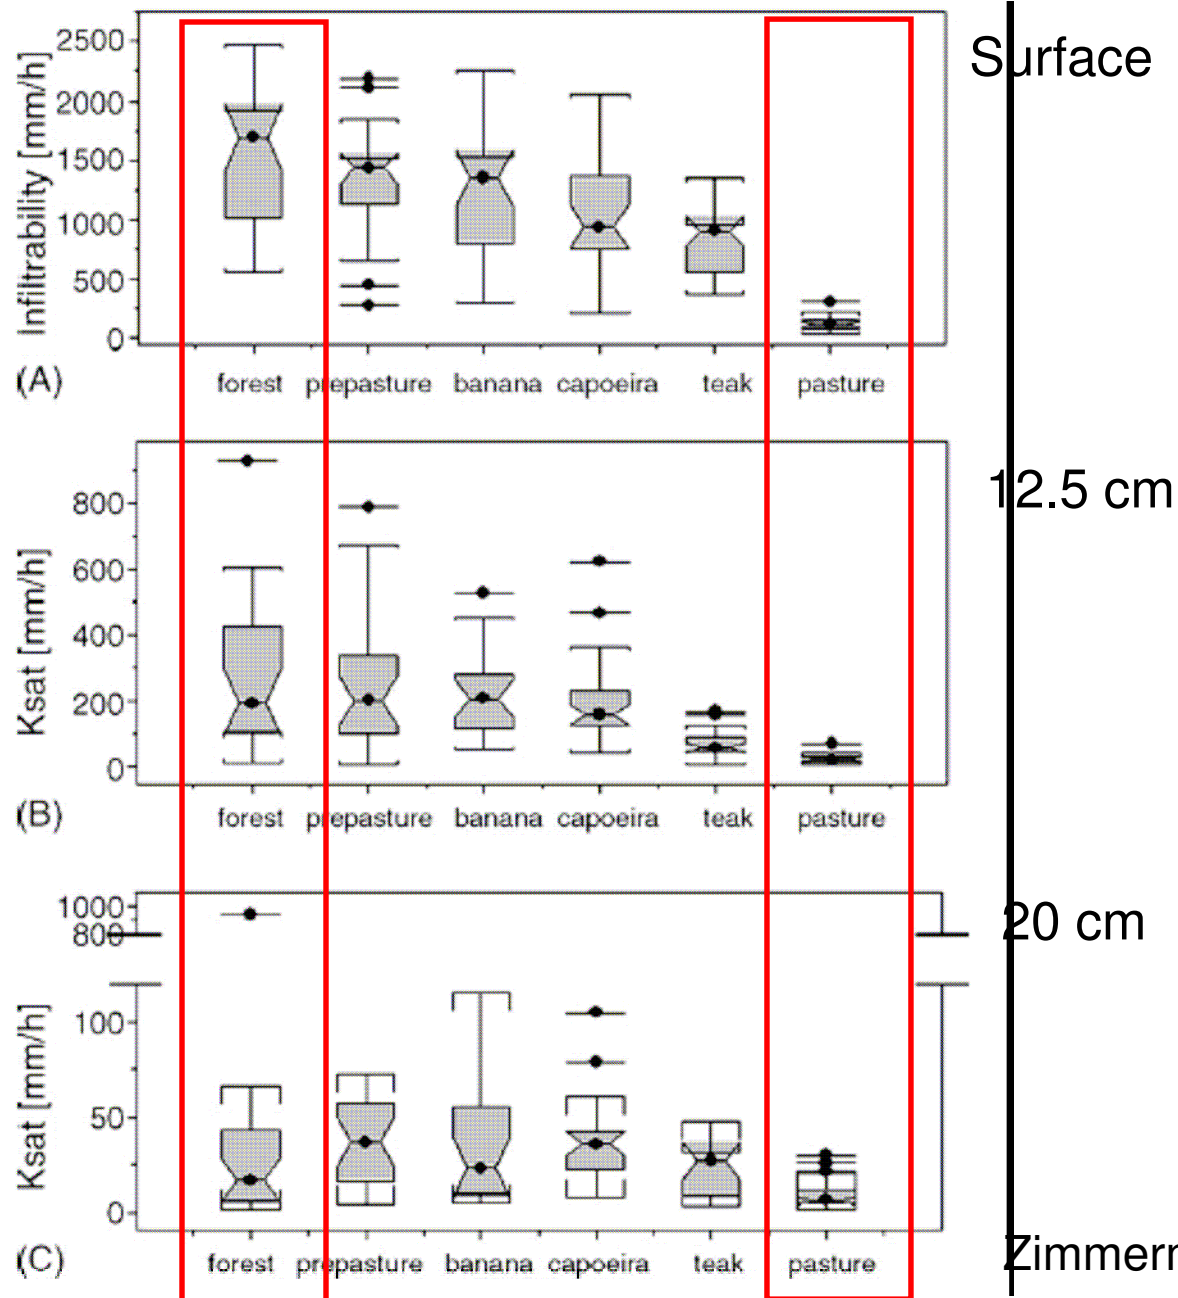 Surface
Infiltrability [mm/h]
2500
2000
1500
1000
500
0
(A)
forest prepasture banana capoeira teak pasture
12.5 cm
Ksat [mm/h]
800
600
400
200
0
(B)
forest prepasture banana capoeira teak pasture
20 cm
Ksat [mm/h]
1000
800
100
50
0
(C)
forest prepasture banana capoeira teak pasture